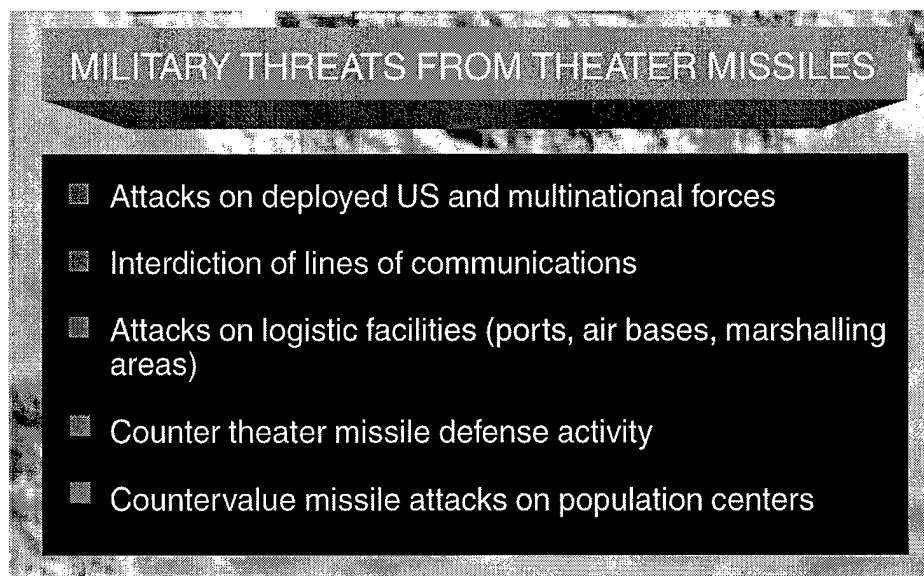 MILITARY THREATS FROM THEATER MISSILES
Attacks on deployed US and multinational forces
Interdiction of lines of communications
Attacks on logistic facilities (ports, air bases, marshalling
areas)
Counter theater missile defense activity
Countervalue missile attacks on population centers